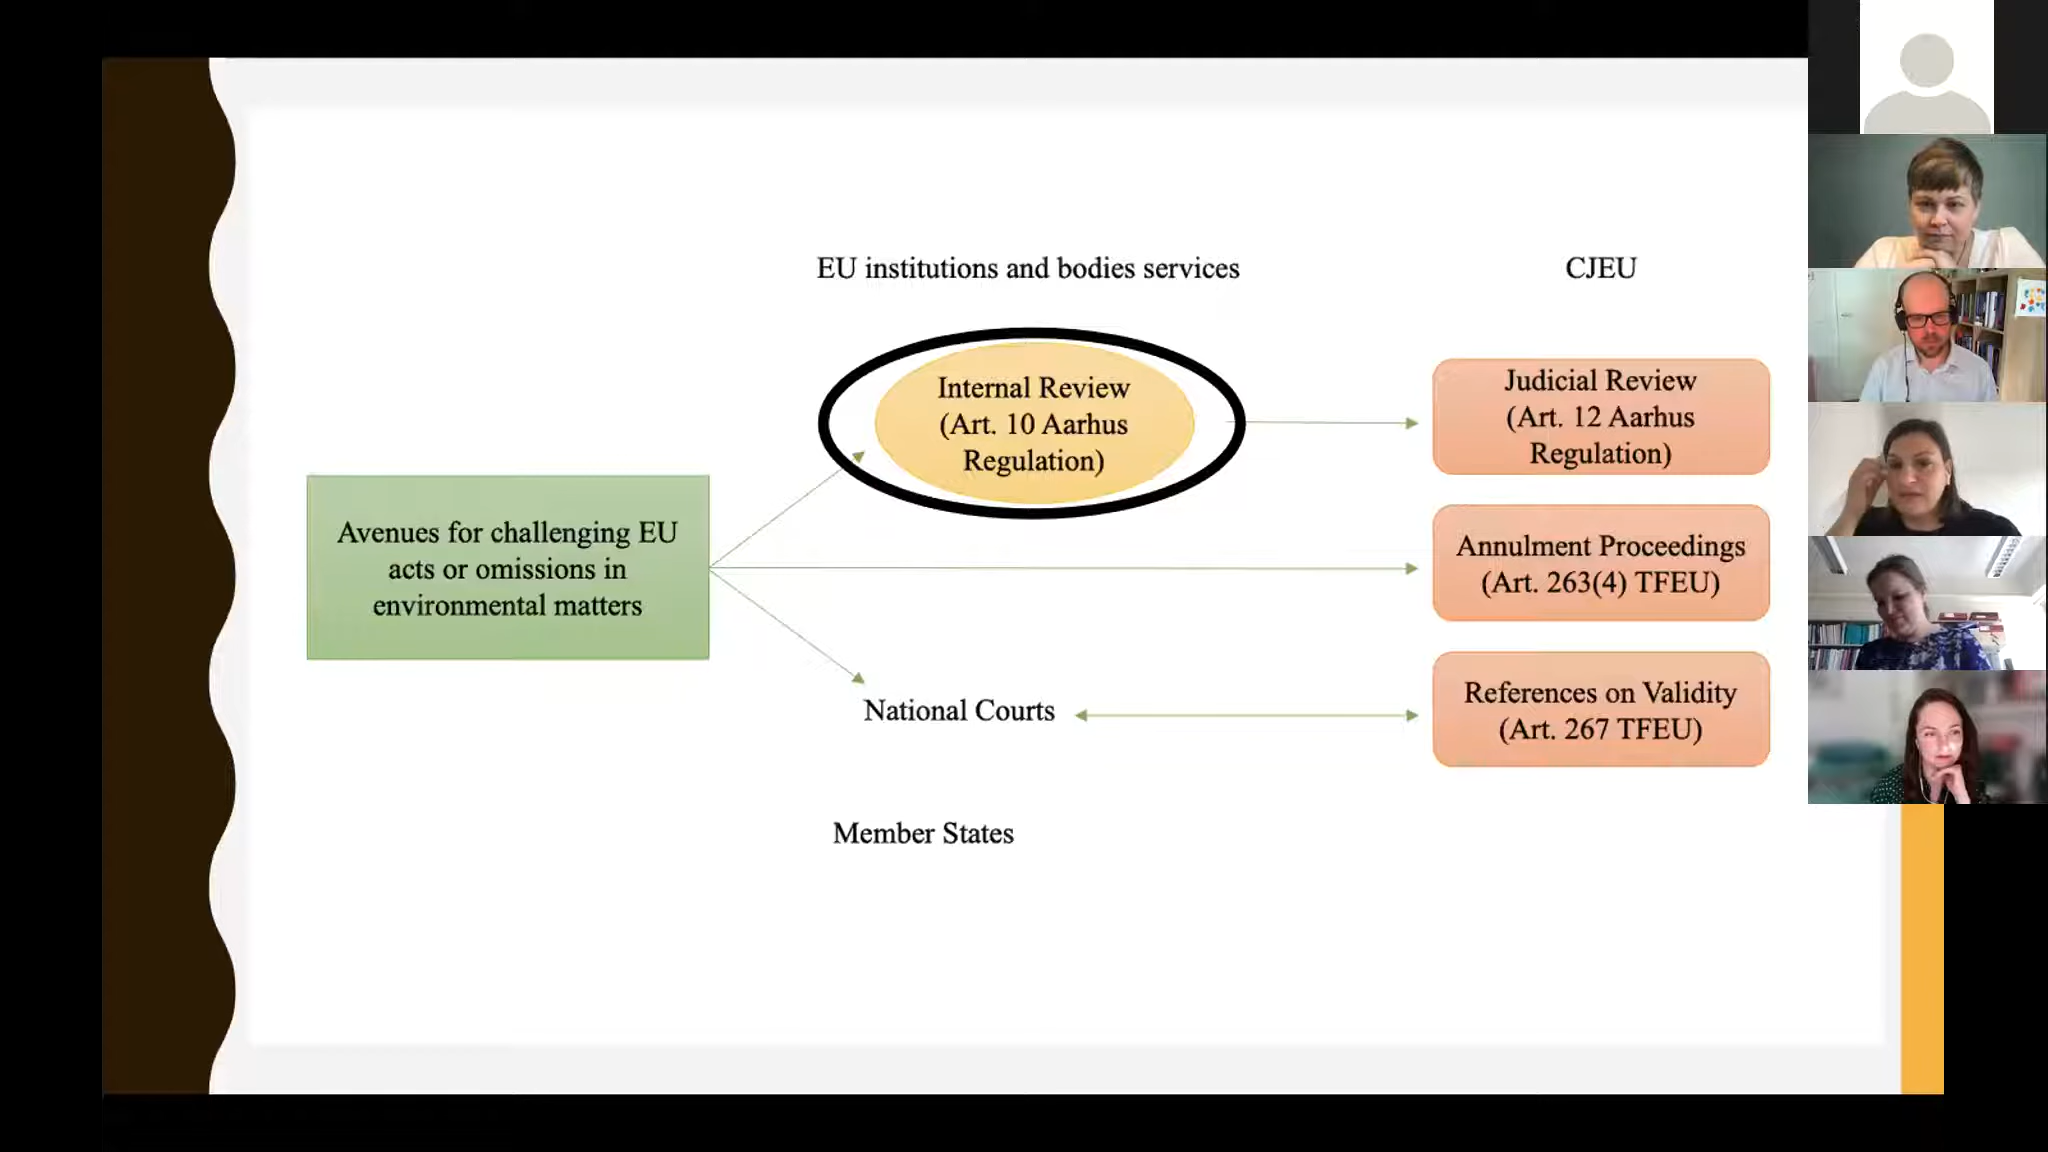 EU institutions and bodies services
CJEU
Internal Review
(Art. 10 Aarhus
Regulation)
Judicial Review
(Art. 12 Aarhus
Regulation)
Avenues for challenging EU
acts or omissions in
environmental matters
Annulment Proceedings
(Art. 263(4) TFEU)
National Courts
References on Validity
(Art. 267 TFEU)
Member States